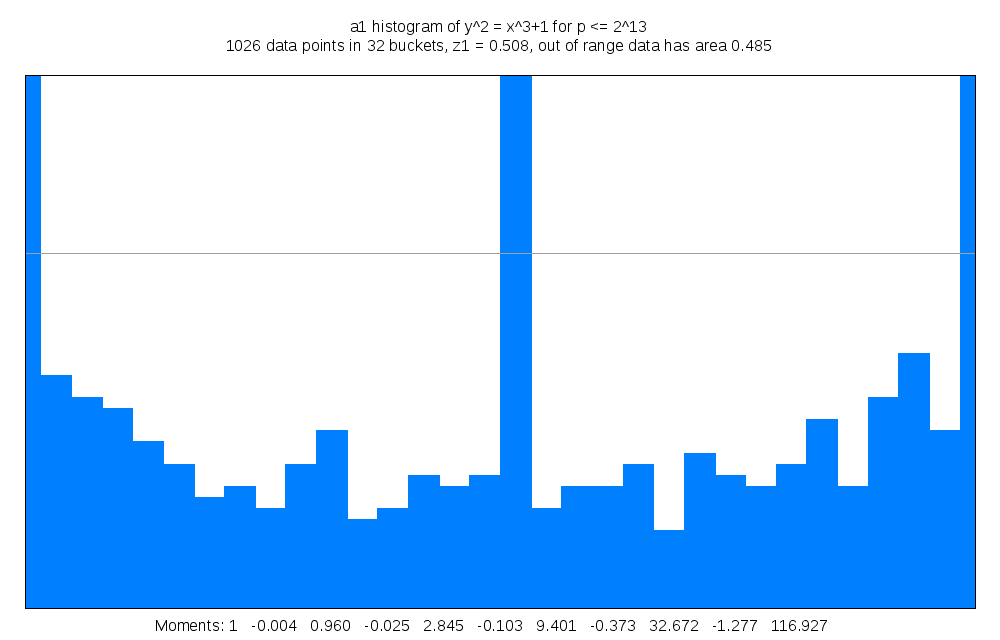 a1 histogram of y^2 = x^3+1 for p <= 2^13
1026 data points in 32 buckets, z1 = 0.508, out of range data has area 0.485
Moments: 1 -0.004 0.960 -0.025 2.845 -0.103 9.401 -0.373 32.672 -1.277 116.927